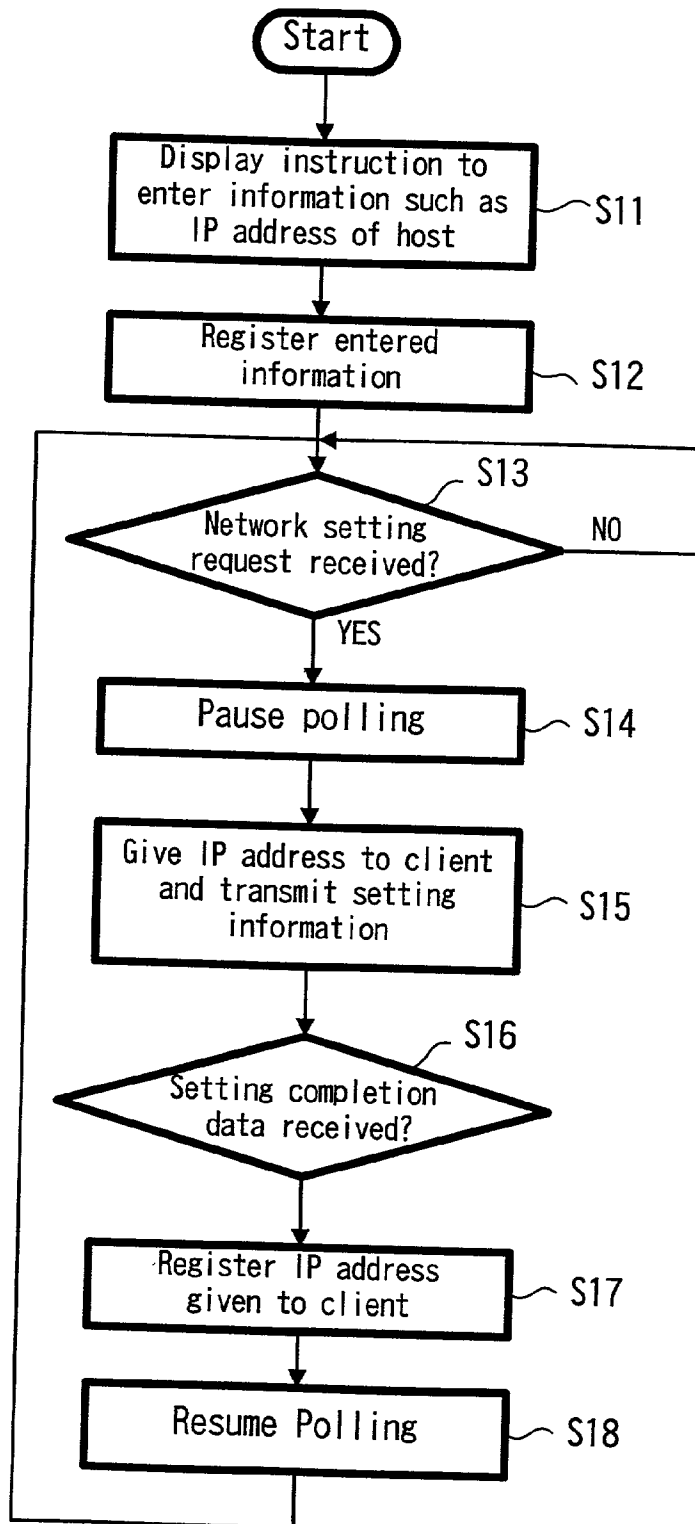 Start
Display instruction to
enter information such as
IP address of host
S11
Register entered
information
S12
S13
Network setting
request received?
NO
YES
Pause polling
S14
Give IP address to client
and transmit setting
information
S15
S16
Setting completion
data received?
Register IP address
given to client
S17
Resume Polling
S18